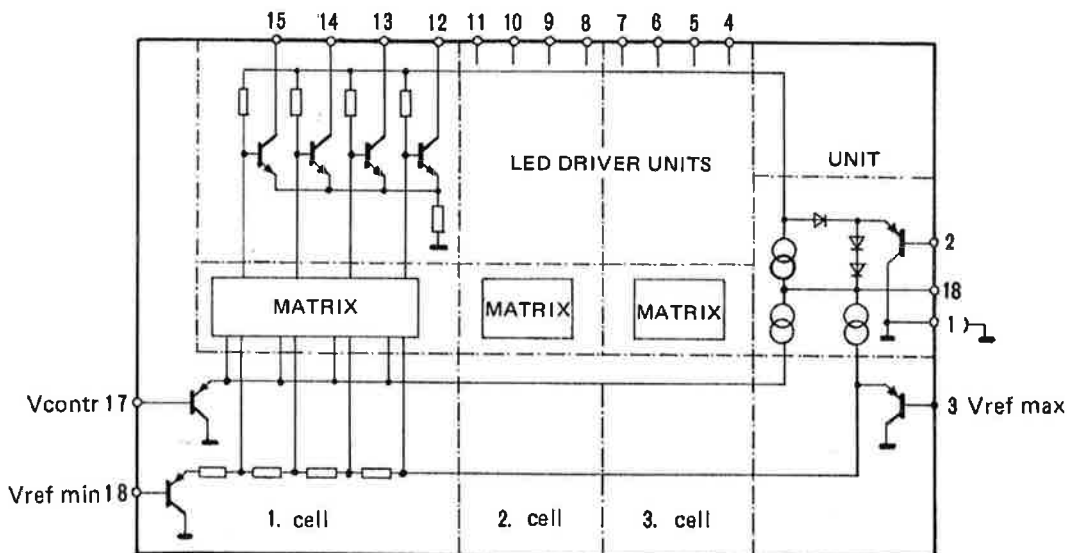 15 14 13 12 11 10 9 8 7 6 5 4
LED DRIVER UNITS
UNIT
2
18
MATRIX
MATRIX
MATRIX
1
Vcontr 17
3 Vref max
Vref min 18
1. cell
2. cell
3. cell